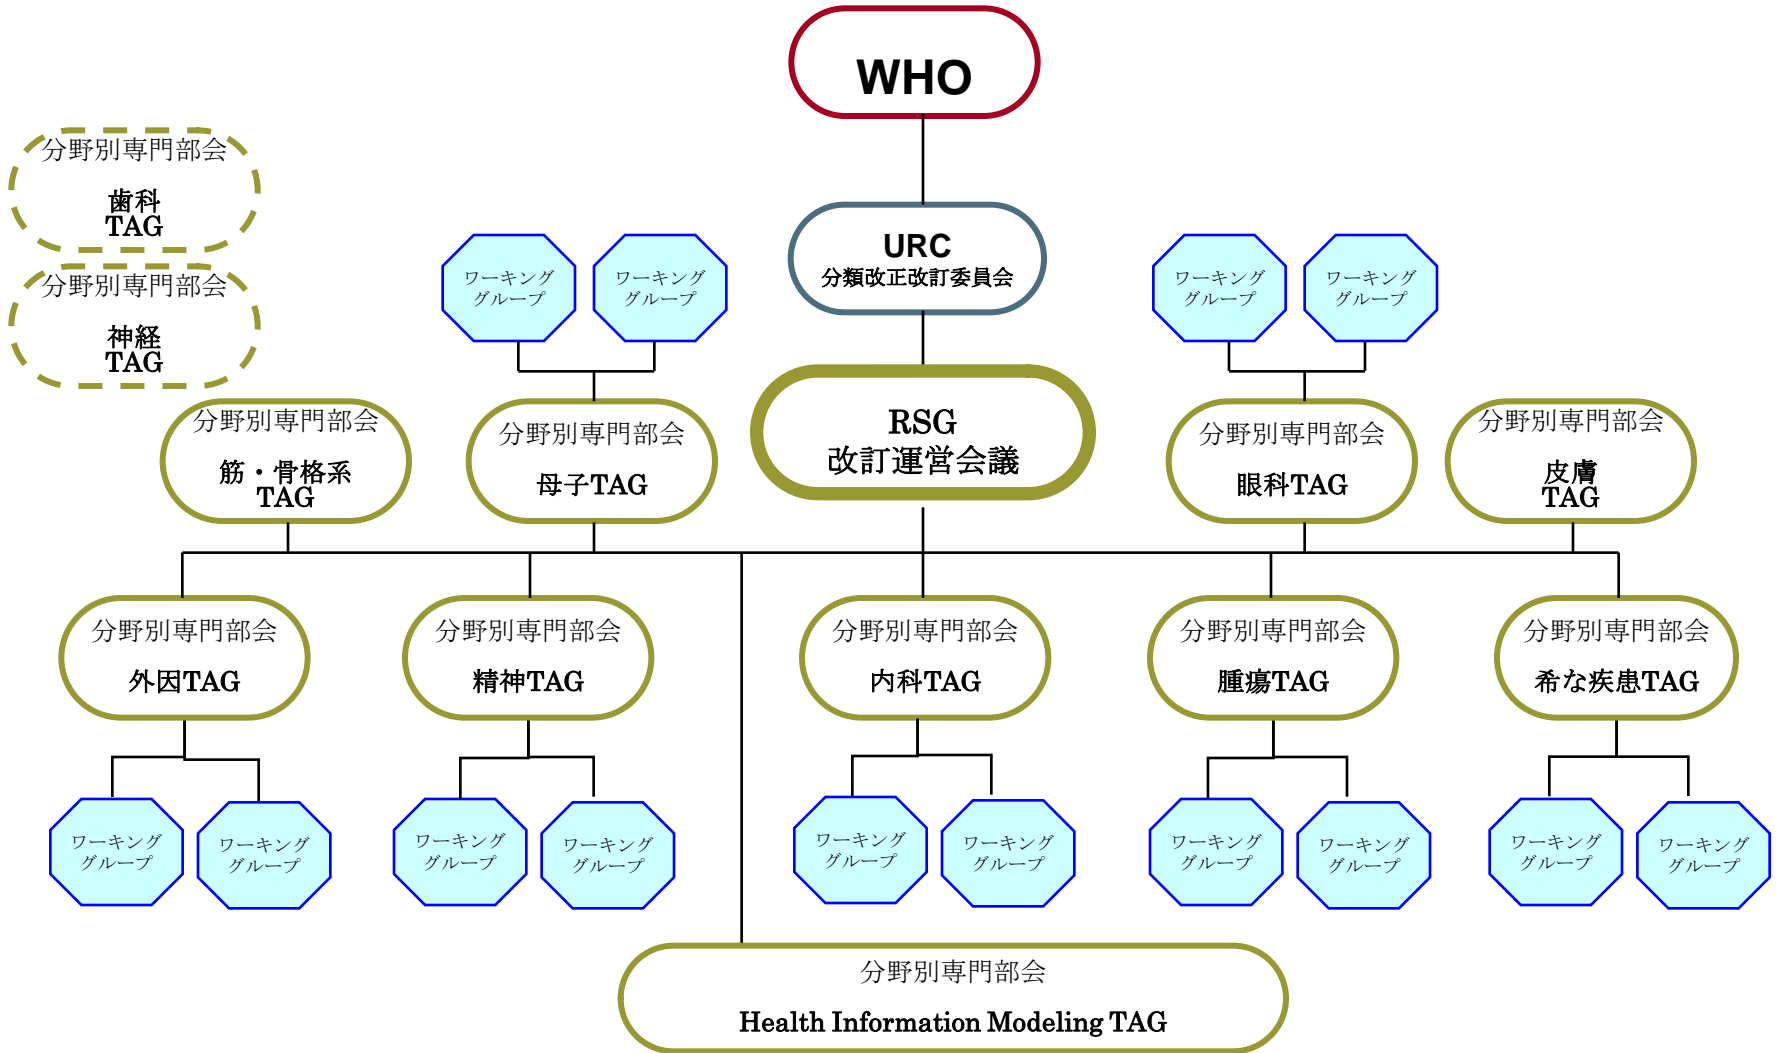 WHO
分野別専門部会
歯科
TAG
URC
分類改正改訂委員会
ワーキング
グループ
ワーキング
グループ
ワーキング
グループ
ワーキング
グループ
分野別専門部会
神経
TAG
分野別専門部会
筋・骨格系
TAG
分野別専門部会
母子TAG
RSG
改訂運営会議
分野別専門部会
眼科TAG
分野別専門部会
皮膚
TAG
分野別専門部会
外因TAG
分野別専門部会
精神TAG
分野別専門部会
内科TAG
分野別専門部会
腫瘍TAG
分野別専門部会
希な疾患TAG
ワーキング
グループ
ワーキング
グループ
ワーキング
グループ
ワーキング
グループ
ワーキング
グループ
ワーキング
グループ
ワーキング
グループ
ワーキング
グループ
ワーキング
グループ
ワーキング
グループ
分野別専門部会
Health Information Modeling TAG